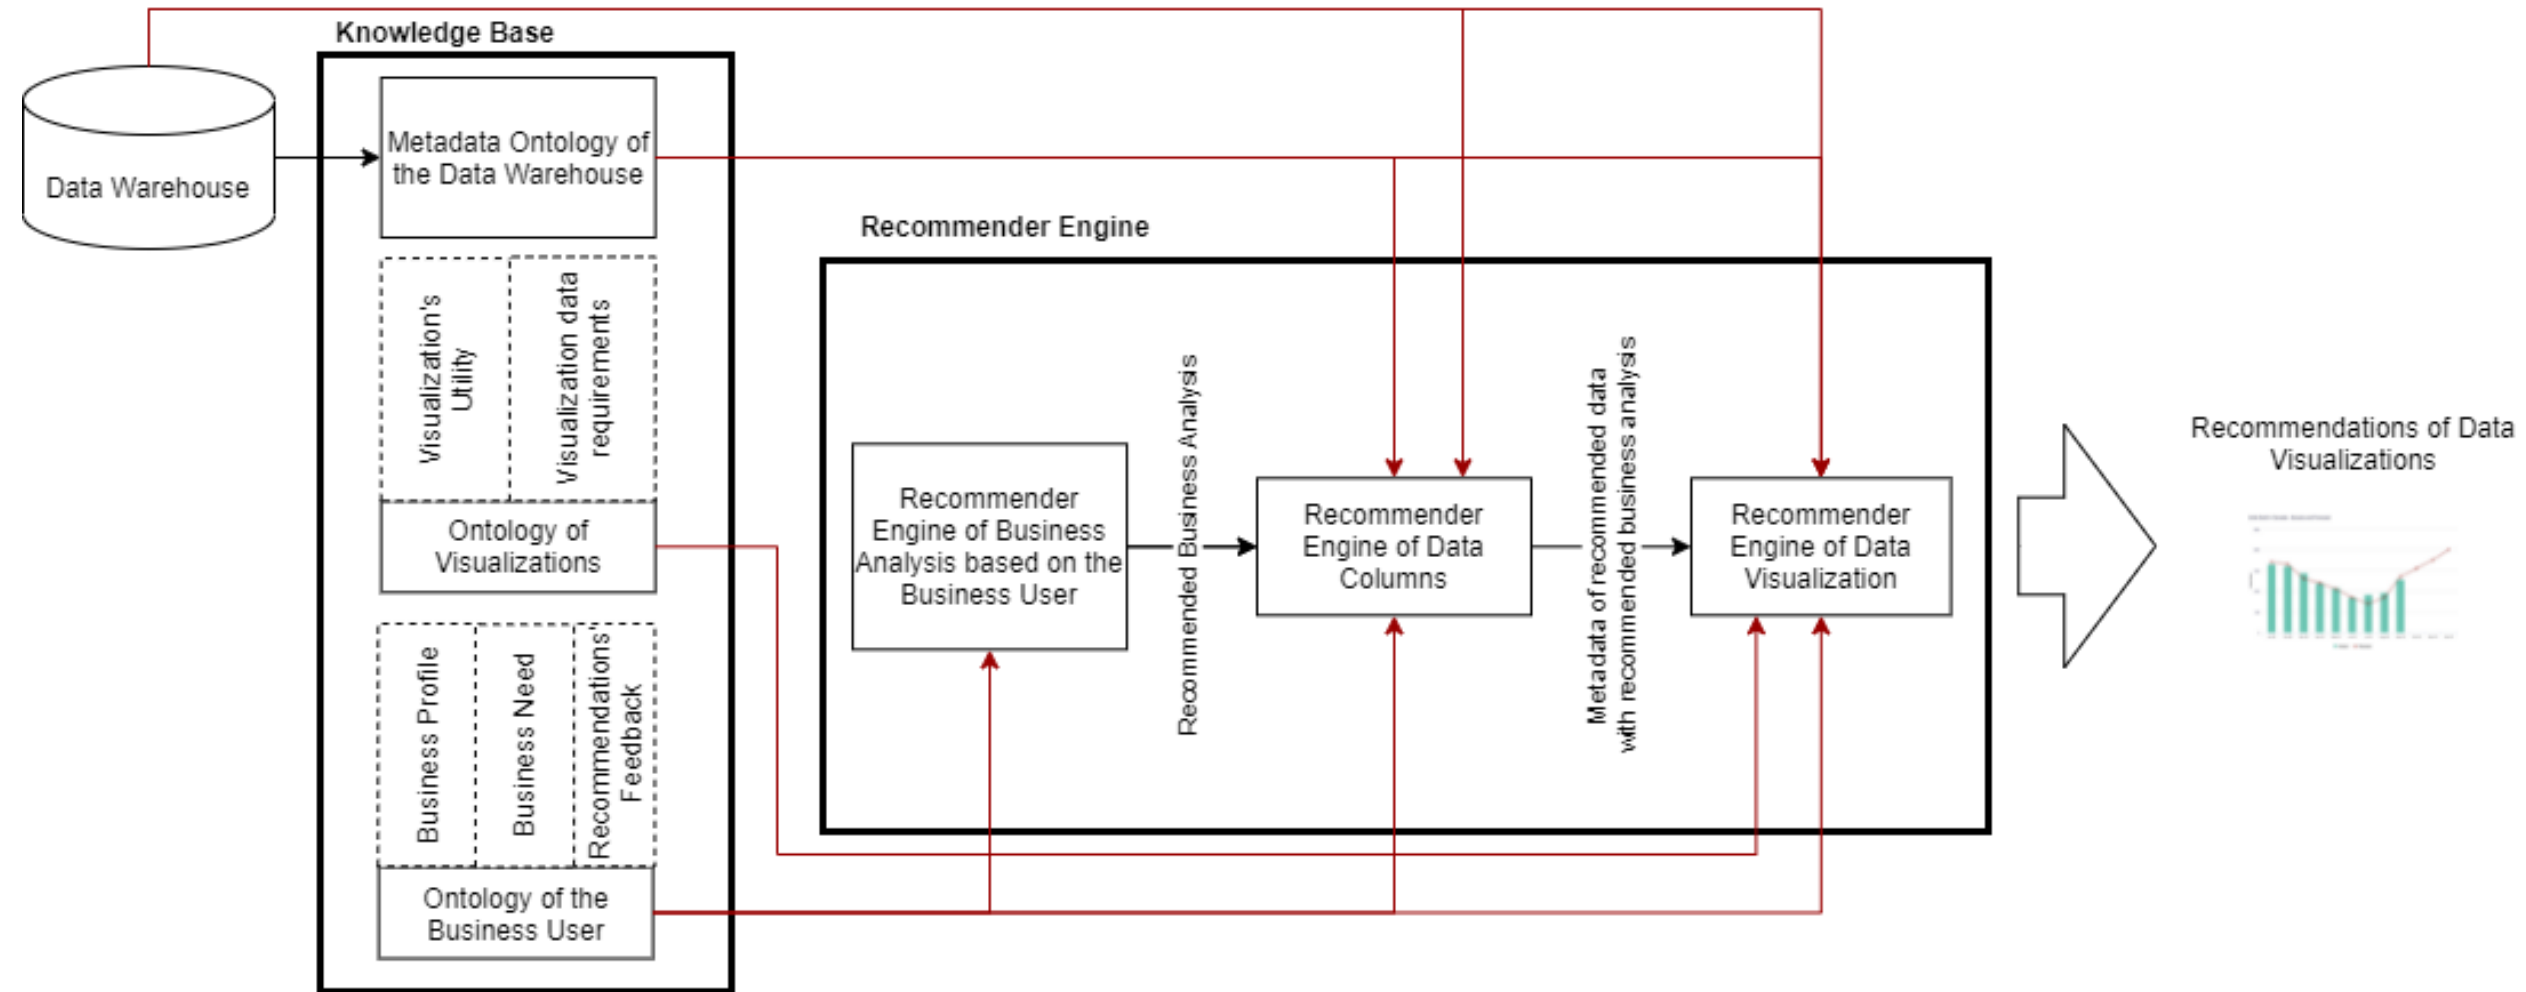 Knowledge Base
Data Warehouse
Metadada Ontology of
the Data Warehouse
Visualization's
Utility
Visualization data
requirements
Ontology of
Visualizations
Business Profile
Business Need
Recommendations
Feedback
Ontology of the
Business User
Recommender Engine
Recommender
Engine of Business
Analysis based on the
Business User
Recommended Business Analysis
Recommender
Engine of Data
Columns
Metadata of recommended data
with recommended business analysis
Recommender
Engine of Data
Visualization
Recommendations of Data
Visualizations